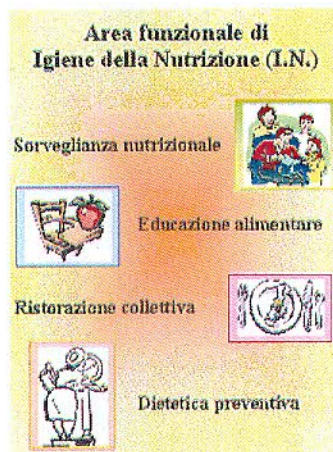 Area funzionale di
Igiene della Nutrizione (I.N.)
Sorveglianza nutrizionale
Educazione alimentare
Ristorazione collettiva
Dietetica preventiva